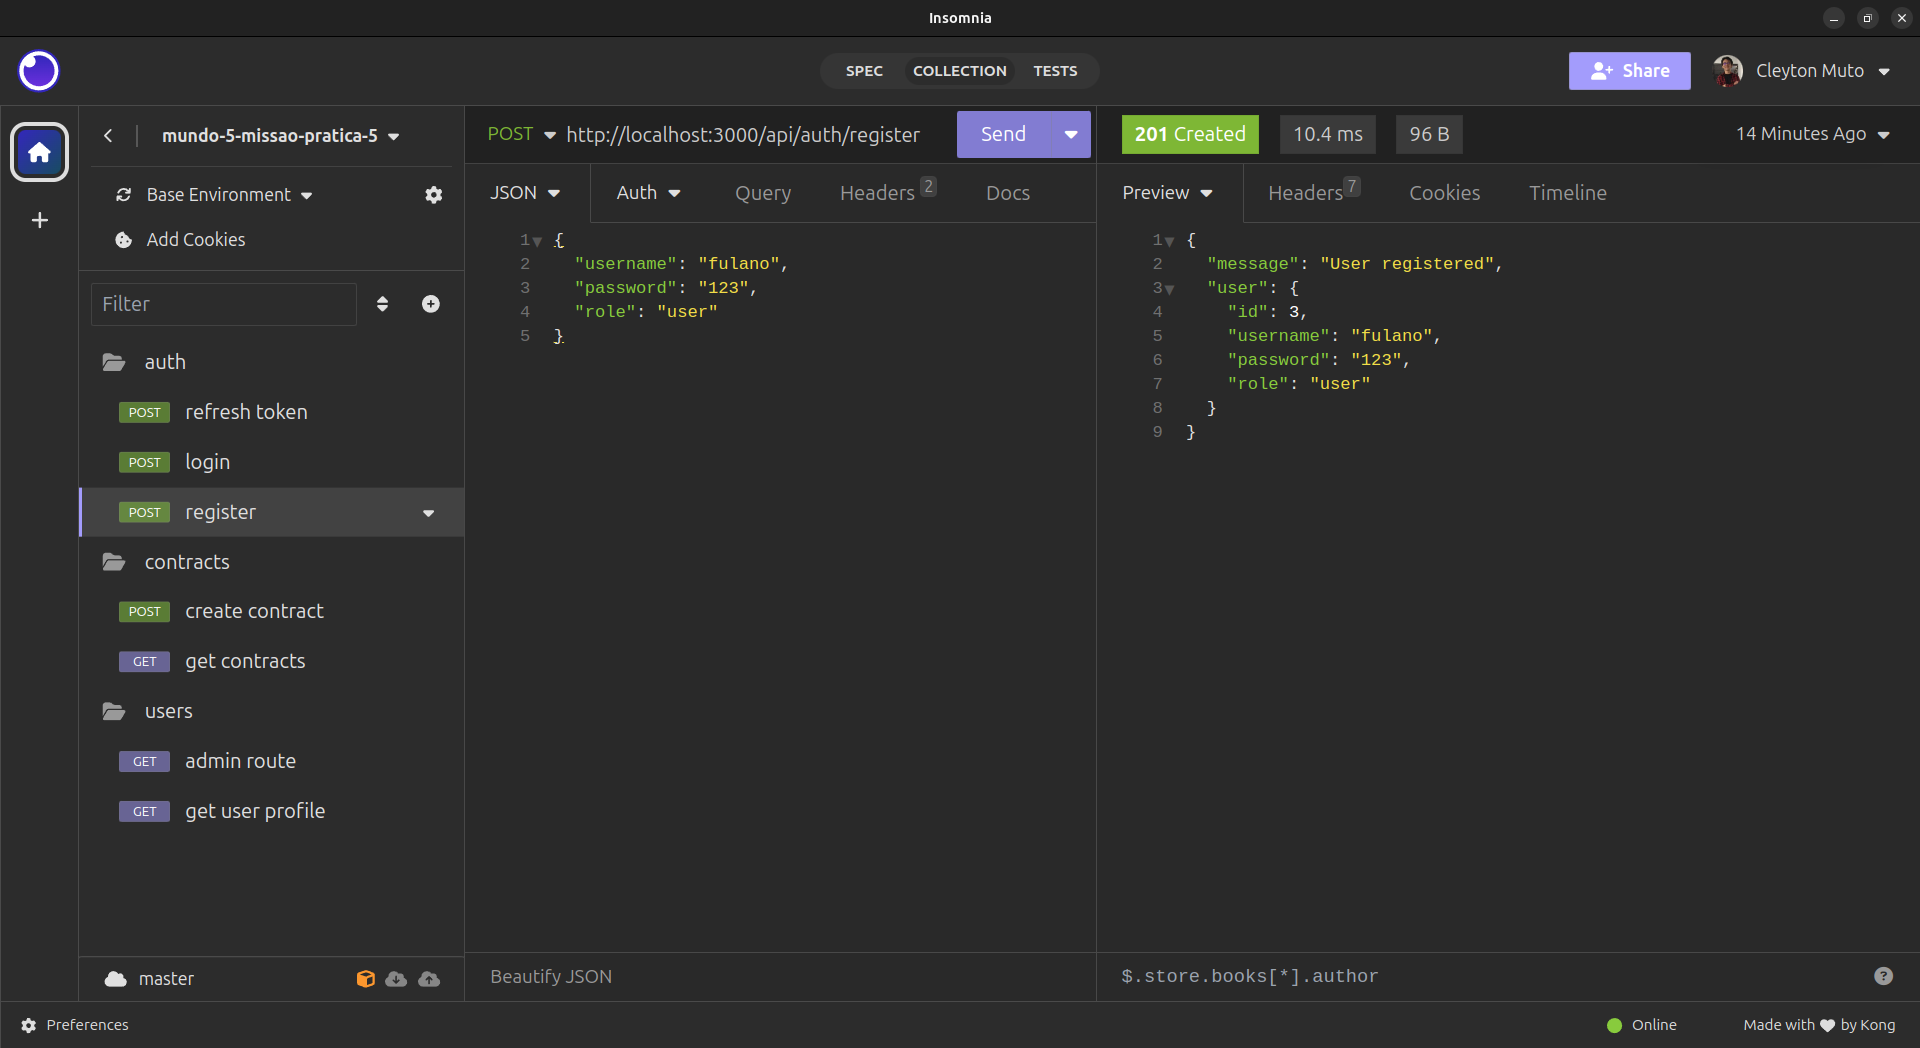 Insomnia
SPEC COLLECTION TESTS
Share
Cleyton Muto
mundo-5-missao-pratica-5
Base Environment
Add Cookies
Filter
auth
POST refresh token
POST login
POST register
contracts
POST create contract
GET get contracts
users
GET admin route
GET get user profile
master
POST http://localhost:3000/api/auth/register Send
JSON Auth Query Headers 2 Docs
1 {
2 "username": "fulano",
3 "password": "123",
4 "role": "user"
5 }
Beautify JSON
201 Created 10.4 ms 96 B 14 Minutes Ago
Preview Headers 7 Cookies Timeline
1 {
2 "message": "User registered",
3 "user": {
4 "id": 3,
5 "username": "fulano",
6 "password": "123",
7 "role": "user"
8 }
9 }
$.store.books[*].author ?
Preferences
Online
Made with ♥ by Kong